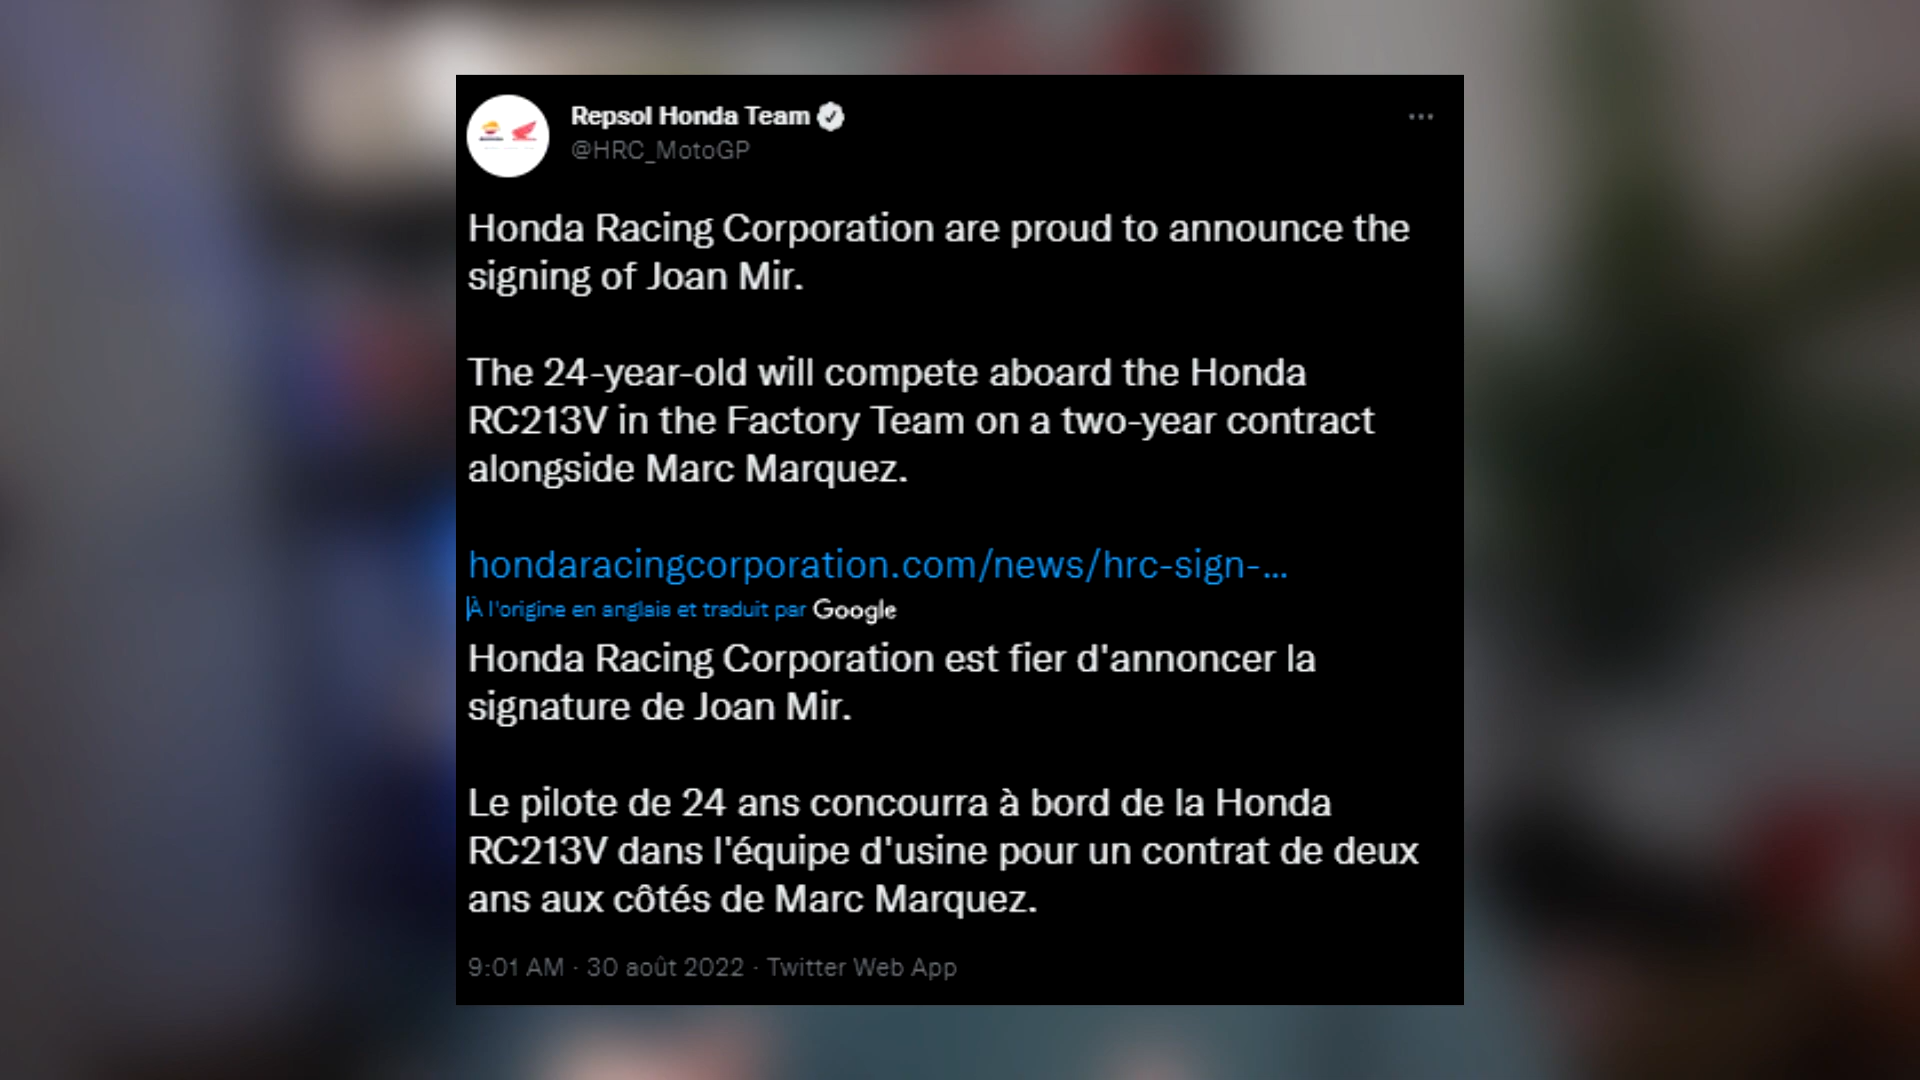 Repsol Honda Team
@HRC_MotoGP
Honda Racing Corporation are proud to announce the
signing of Joan Mir.
The 24-year-old will compete aboard the Honda
RC213V in the Factory Team on a two-year contract
alongside Marc Marquez.
hondaracingcorporation.com/news/hrc-sign-...
À l'origine en anglais et traduit par Google
Honda Racing Corporation est fier d'annoncer la
signature de Joan Mir.
Le pilote de 24 ans concourra à bord de la Honda
RC213V dans l'équipe d'usine pour un contrat de deux
ans aux côtés de Marc Marquez.
9:01 AM · 30 août 2022 · Twitter Web App